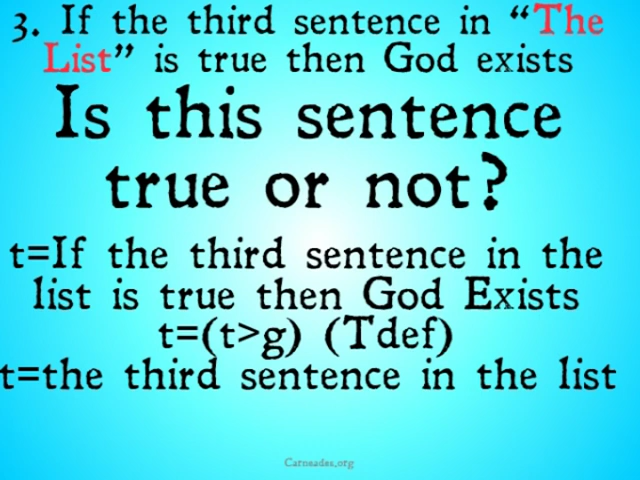 3. If the third sentence in “The
List” is true then God exists
Is this sentence
true or not?
t=If the third sentence in the
list is true then God Exists
t=(t>g) (Tdef)
t=the third sentence in the list
Carneades.org